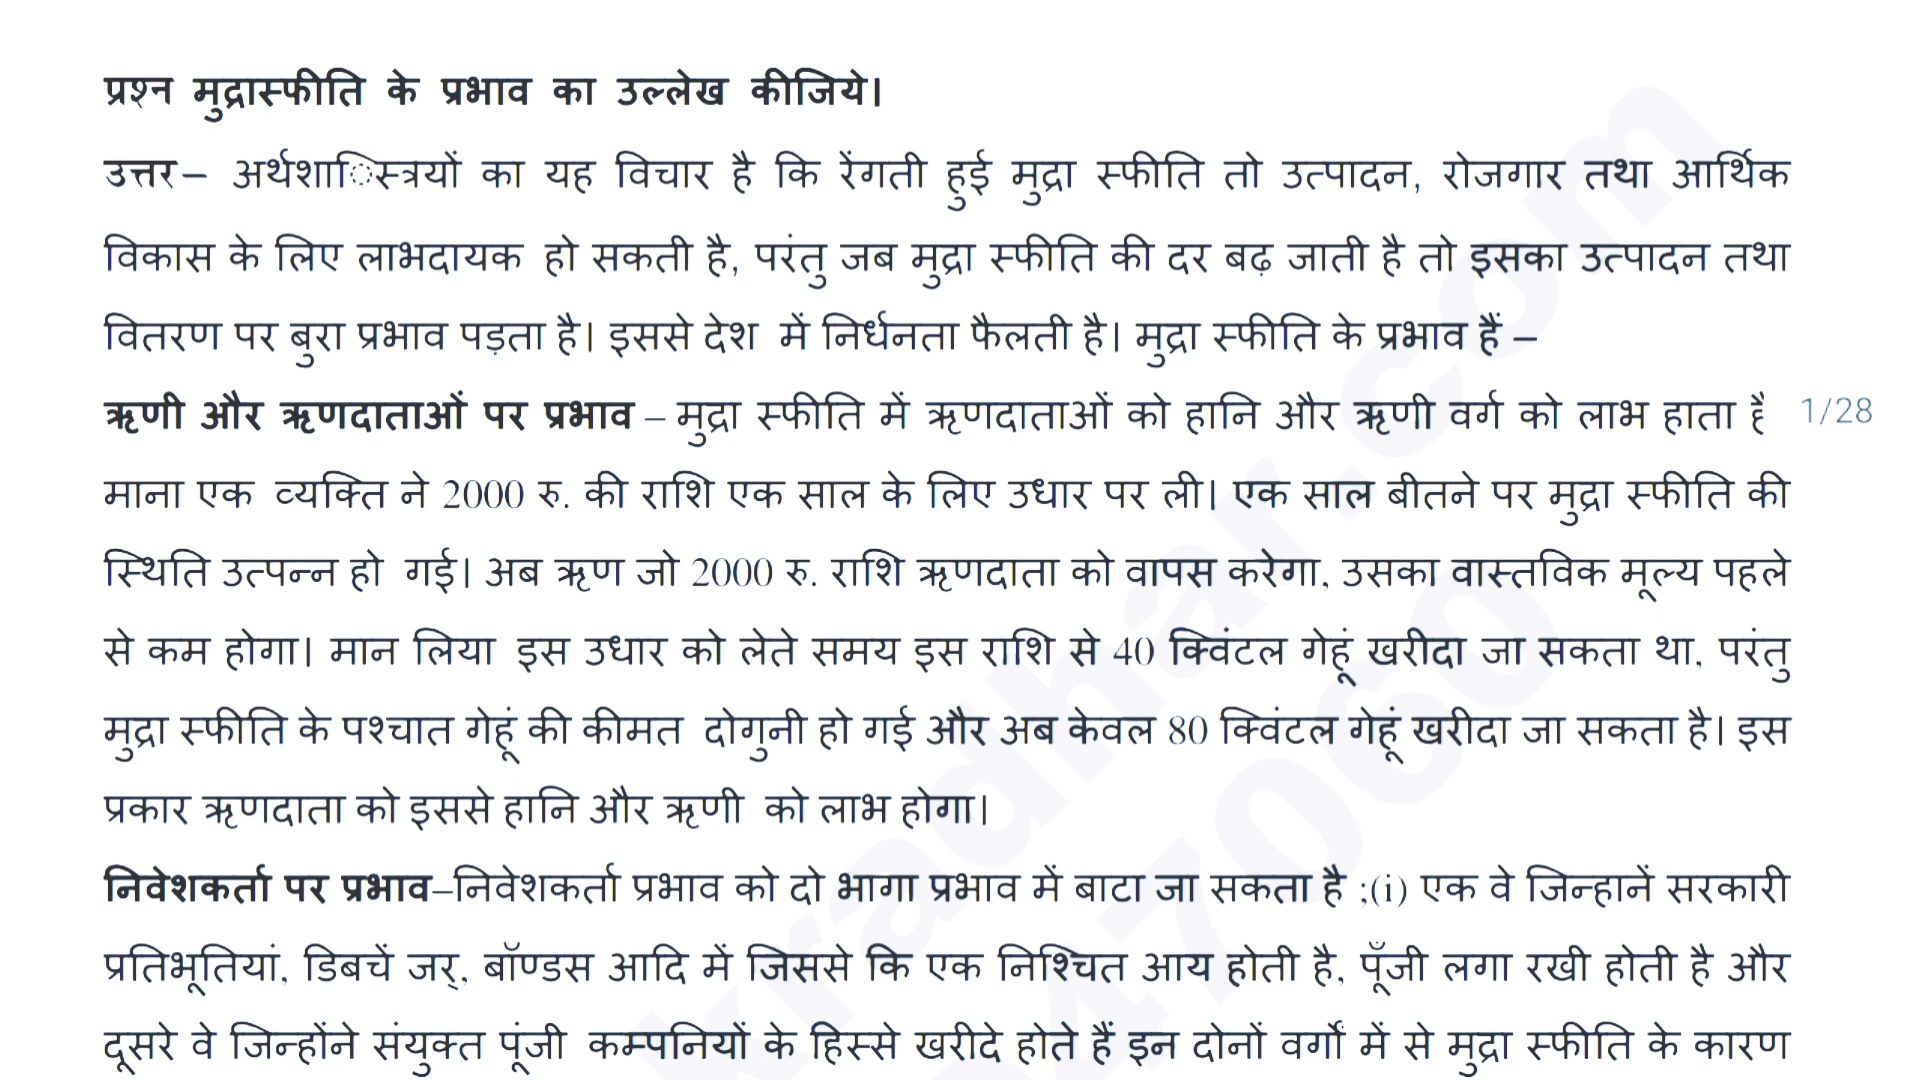 प्रश्न मुद्रास्फीति के प्रभाव का उल्लेख कीजिये।
उत्तर– अर्थशािस्त्रयों का यह विचार है कि रेंगती हुई मुद्रा स्फीति तो उत्पादन, रोजगार तथा आर्थिक
विकास के लिए लाभदायक हो सकती है, परंतु जब मुद्रा स्फीति की दर बढ़ जाती है तो इसका उत्पादन तथा
वितरण पर बुरा प्रभाव पड़ता है। इससे देश में निर्धनता फैलती है। मुद्रा स्फीति के प्रभाव हैं –
ऋणी और ऋणदाताओं पर प्रभाव – मुद्रा स्फीति में ऋणदाताओं को हानि और ऋणी वर्ग को लाभ हाता है 1/28
माना एक व्यक्ति ने 2000 रु. की राशि एक साल के लिए उधार पर ली। एक साल बीतने पर मुद्रा स्फीति की
स्थिति उत्पन्न हो गई। अब ऋण जो 2000 रु. राशि ऋणदाता को वापस करेगा, उसका वास्तविक मूल्य पहले
से कम होगा। मान लिया इस उधार को लेते समय इस राशि से 40 क्विंटल गेहूं खरीदा जा सकता था, परंतु
मुद्रा स्फीति के पश्चात गेहूं की कीमत दोगुनी हो गई और अब केवल 80 क्विंटल गेहूं खरीदा जा सकता है। इस
प्रकार ऋणदाता को इससे हानि और ऋणी को लाभ होगा।
निवेशकर्ता पर प्रभाव–निवेशकर्ता प्रभाव को दो भागा प्रभाव में बाटा जा सकता है ;(i) एक वे जिन्हानें सरकारी
प्रतिभूतियां, डिबचें जर्, बॉण्डस आदि में जिससे कि एक निश्चित आय होती है, पूँजी लगा रखी होती है और
दूसरे वे जिन्होंने संयुक्त पूंजी कम्पनियों के हिस्से खरीदे होते हैं इन दोनों वर्गों में से मुद्रा स्फीति के कारण